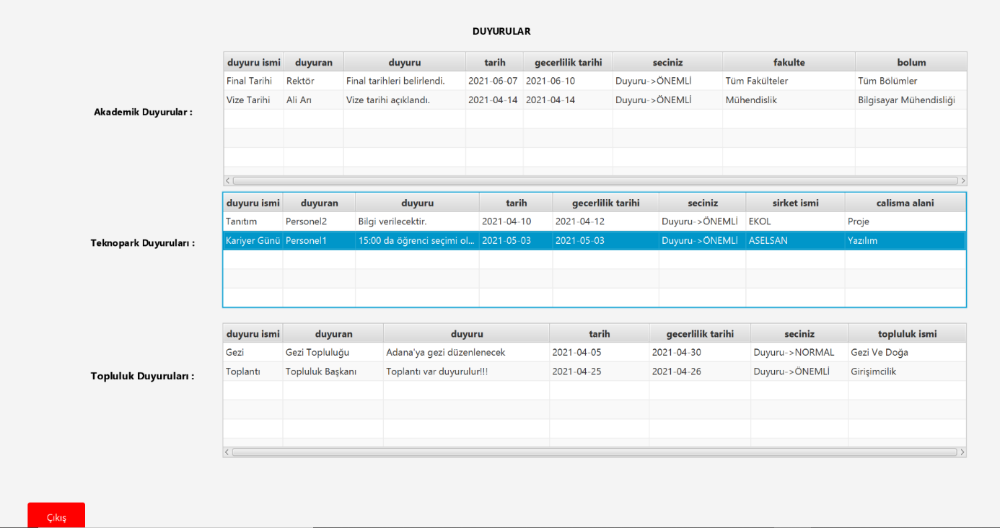 DUYURULAR
duyuru ismi duyuran duyuru tarih gecerlilik tarihi seciniz fakulte bolum
Final Tarihi Rektör Final tarihleri belirlendi. 2021-06-07 2021-06-10 Duyuru->ÖNEMLİ Tüm Fakülteler Tüm Bölümler
Vize Tarihi Ali Arı Vize tarihi açıklandı. 2021-04-14 2021-04-14 Duyuru->ÖNEMLİ Mühendislik Bilgisayar Mühendisliği
Akademik Duyurular :
duyuru ismi duyuran duyuru tarih gecerlilik tarihi seciniz sirket ismi calisma alani
Tanıtım Personel2 Bilgi verilecektir. 2021-04-10 2021-04-12 Duyuru->ÖNEMLİ EKOL Proje
Kariyer Günü Personel1 15:00 da öğrenci seçimi ol... 2021-05-03 2021-05-03 Duyuru->ÖNEMLİ ASELSAN Yazılım
Teknopark Duyuruları :
duyuru ismi duyuran duyuru tarih gecerlilik tarihi seciniz topluluk ismi
Gezi Gezi Topluluğu Adana'ya gezi düzenlenecek 2021-04-05 2021-04-30 Duyuru->NORMAL Gezi Ve Doğa
Toplantı Topluluk Başkanı Toplantı var duyurulur!!! 2021-04-25 2021-04-26 Duyuru->ÖNEMLİ Girişimcilik
Topluluk Duyuruları :
Çıkış